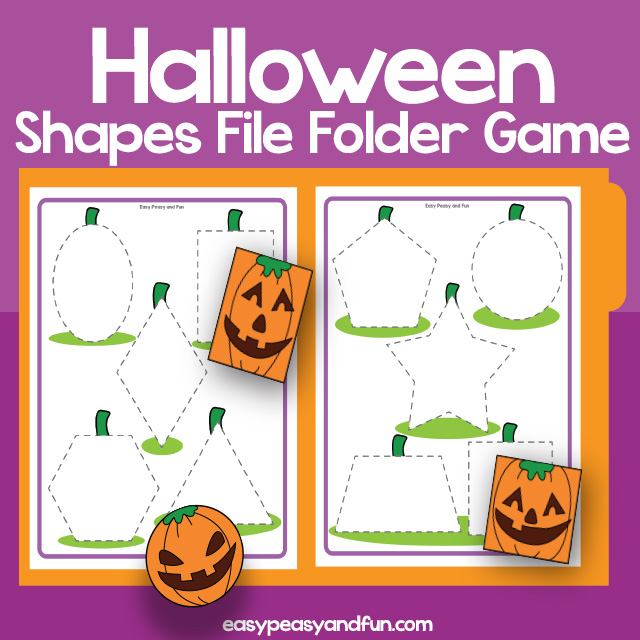 Halloween
Shapes File Folder Game
Easy Peasy and Fun
Easy Peasy and Fun
easypeasyandfun.com